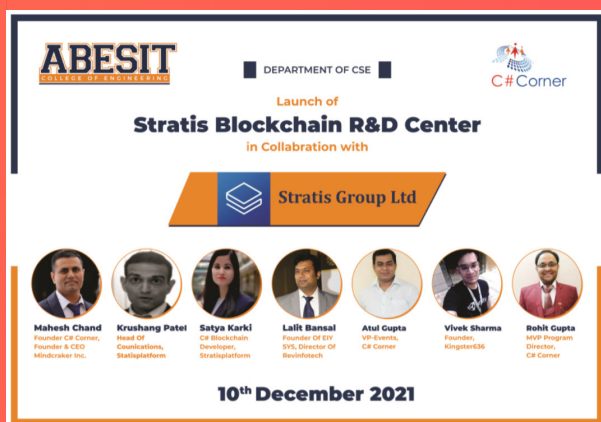 ABESIT
COLLEGE OF ENGINEERING
DEPARTMENT OF CSE
C# Corner
Launch of
Stratis Blockchain R&D Center
in Collabration with
Stratis Group Ltd
Mahesh Chand
Founder C# Corner,
Founder & CEO
Mindcraker Inc.
Krushang Patel
Head Of
Counications,
Statisplatform
Satya Karki
C# Blockchain
Developer,
Stratisplatform
Lalit Bansal
Founder Of EIY
SYS, Director Of
Revinfotech
Atul Gupta
VP-Events,
C# Corner
Vivek Sharma
Founder,
Kingster636
Rohit Gupta
MVP Program
Director,
C# Corner
10th December 2021